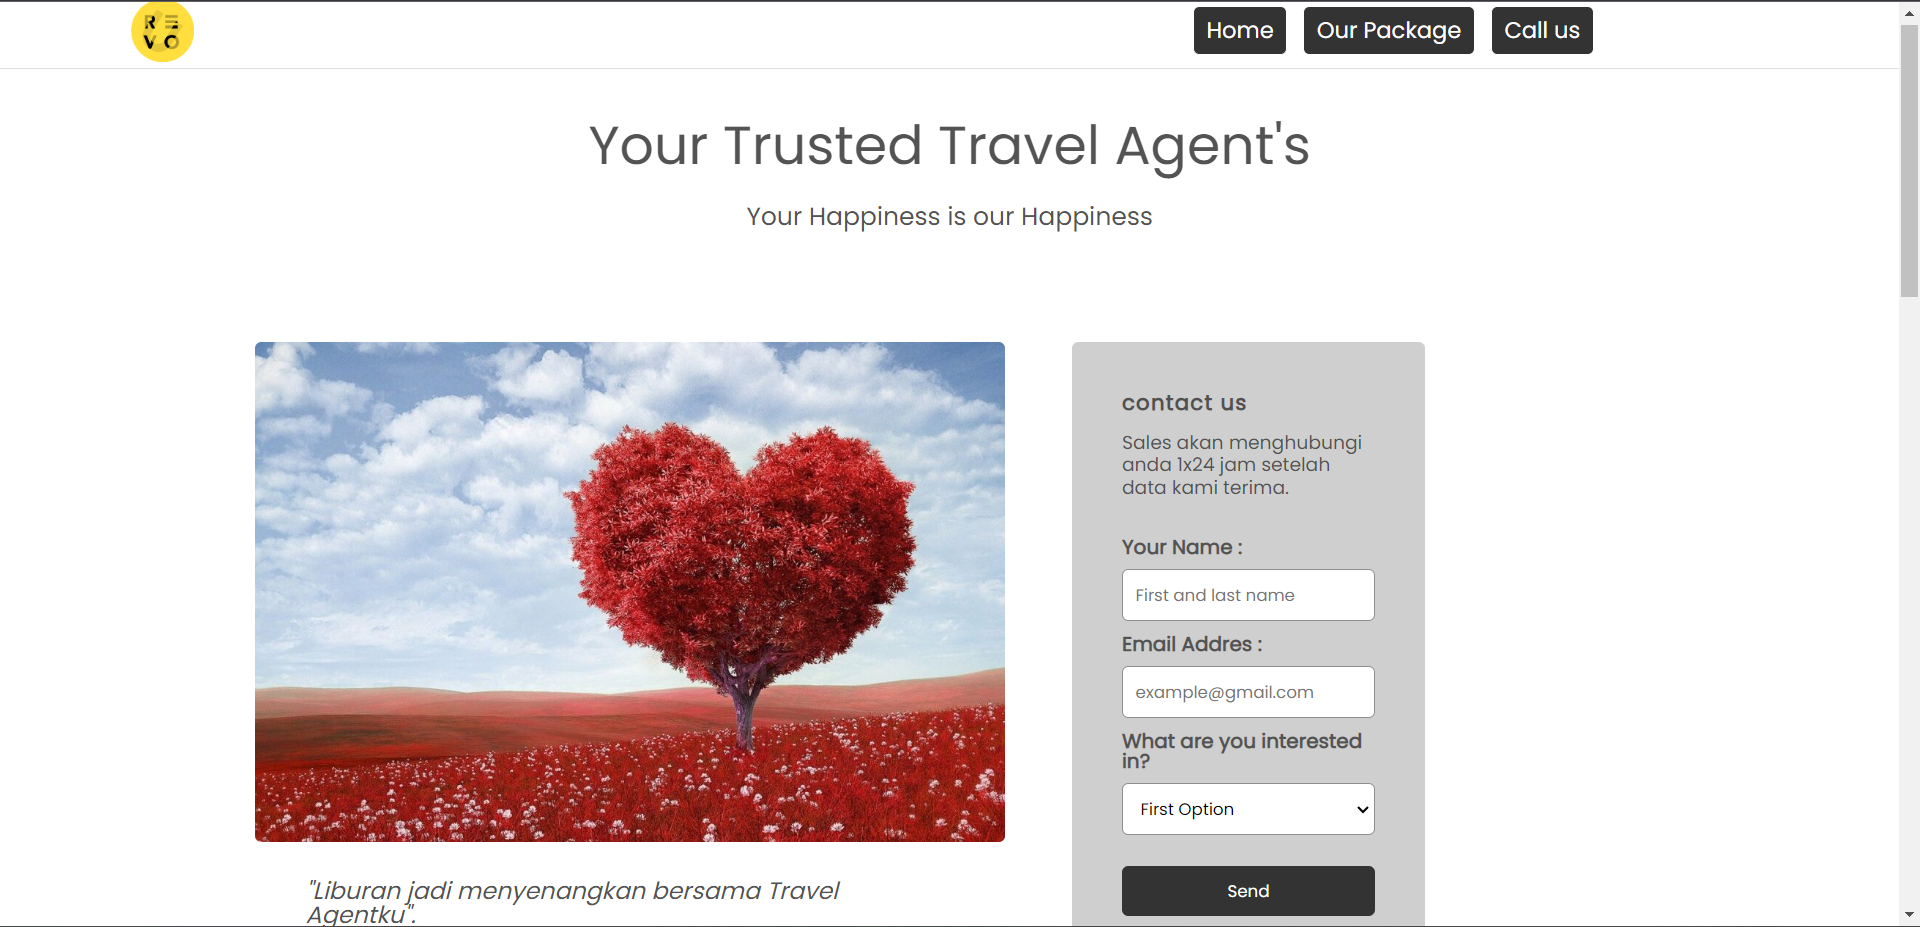 RE
VO
Home
Our Package
Call us
Your Trusted Travel Agent's
Your Happiness is our Happiness
contact us
Sales akan menghubungi
anda 1x24 jam setelah
data kami terima.
Your Name :
First and last name
Email Addres :
example@gmail.com
What are you interested
in?
First Option
Send
"Liburan jadi menyenangkan bersama Travel
Agentku".